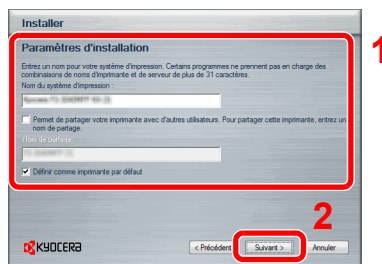 Installer
Paramètres d'installation
1
Entrez un nom pour votre système d'impression. Certains programmes ne prennent pas en charge des
combinaisons de noms d'imprimante et de serveur de plus de 31 caractères.
Nom du système d'impression :
Permet de partager votre imprimante avec d'autres utilisateurs. Pour partager cette imprimante, entrez un
nom de partage.
Nom de partage
Définir comme imprimante par défaut
2
KYOCERA
< Précédent
Suivant >
Annuler